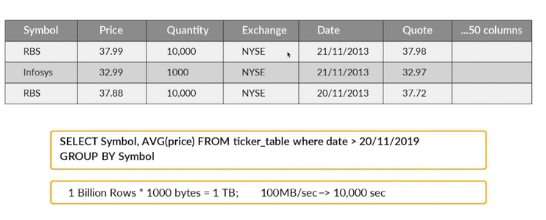 Symbol Price Quantity Exchange Date Quote ...50 columns
RBS 37.99 10,000 NYSE 21/11/2013 37.98
Infosys 32.99 1000 NYSE 21/11/2013 32.97
RBS 37.88 10,000 NYSE 20/11/2013 37.72
SELECT Symbol, AVG(price) FROM ticker_table where date > 20/11/2019
GROUP BY Symbol
1 Billion Rows * 1000 bytes = 1 TB; 100MB/sec –> 10,000 sec